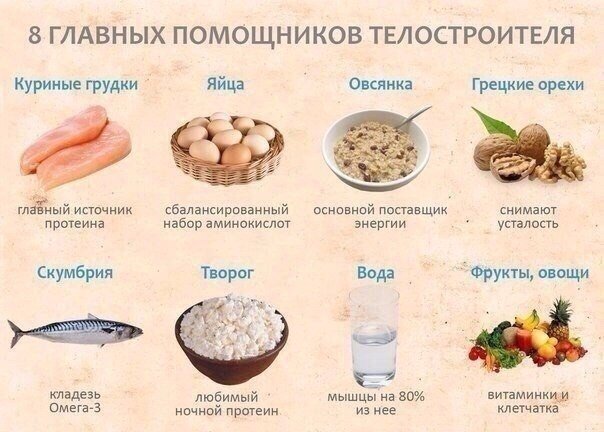 8 ГЛАВНЫХ ПОМОЩНИКОВ ТЕЛОСТРОИТЕЛЯ
Куриные грудки
главный источник
протеина
Яйца
сбалансированный
набор аминокислот
Овсянка
основной поставщик
энергии
Грецкие орехи
снимают
усталость
Скумбрия
кладезь
Омега-3
Творог
любимый
ночной протеин
Вода
мышцы на 80%
из нее
Фрукты, овощи
витаминки и
клетчатка